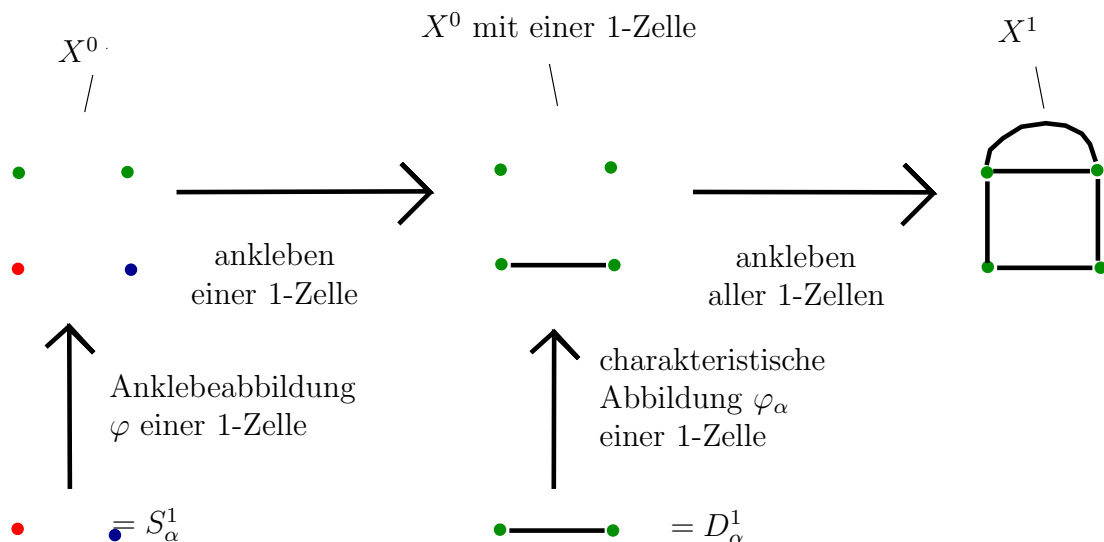 X^0
X^0 mit einer 1-Zelle
X^1
ankleben
einer 1-Zelle
ankleben
aller 1-Zellen
Anklebeabbildung
φ einer 1-Zelle
charakteristische
Abbildung φ_α
einer 1-Zelle
= S^1_α
= D^1_α